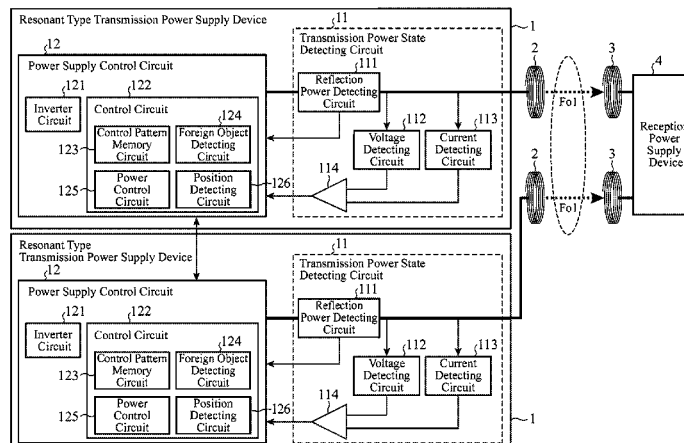 Resonant Type Transmission Power Supply Device
1
12
Power Supply Control Circuit
121
Inverter Circuit
122
Control Circuit
123
Control Pattern Memory Circuit
124
Foreign Object Detecting Circuit
125
Power Control Circuit
126
Position Detecting Circuit
11
Transmission Power State Detecting Circuit
111
Reflection Power Detecting Circuit
112
Voltage Detecting Circuit
113
Current Detecting Circuit
114
2
3
Fo1
4
Reception Power Supply Device
2
3
Fo1
Resonant Type
Transmission Power Supply Device
12
Power Supply Control Circuit
121
Inverter Circuit
122
Control Circuit
123
Control Pattern Memory Circuit
124
Foreign Object Detecting Circuit
125
Power Control Circuit
126
Position Detecting Circuit
11
Transmission Power State Detecting Circuit
111
Reflection Power Detecting Circuit
112
Voltage Detecting Circuit
113
Current Detecting Circuit
114
1